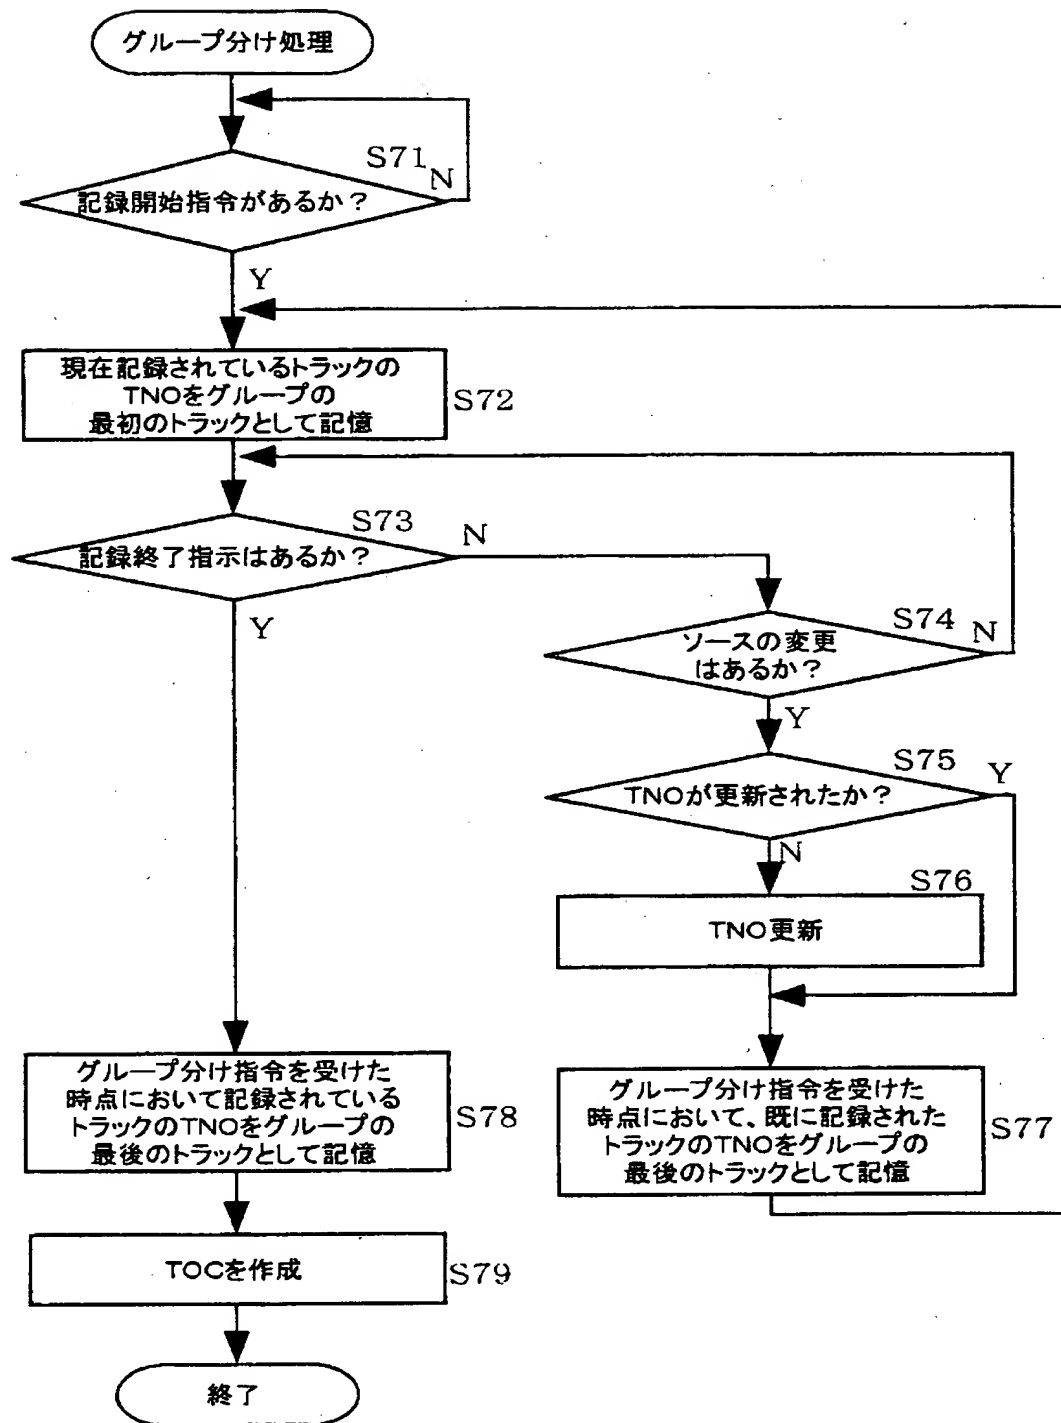 グループ分け処理
S71
N
記録開始指令があるか？
Y
現在記録されているトラックの
TNOをグループの
最初のトラックとして記憶
S72
S73
N
記録終了指示はあるか？
Y
S74
N
ソースの変更
はあるか？
Y
S75
Y
TNOが更新されたか？
N
S76
TNO更新
グループ分け指令を受けた
時点において記録されている
トラックのTNOをグループの
最後のトラックとして記憶
S78
グループ分け指令を受けた
時点において、既に記録された
トラックのTNOをグループの
最後のトラックとして記憶
S77
TOCを作成
S79
終了